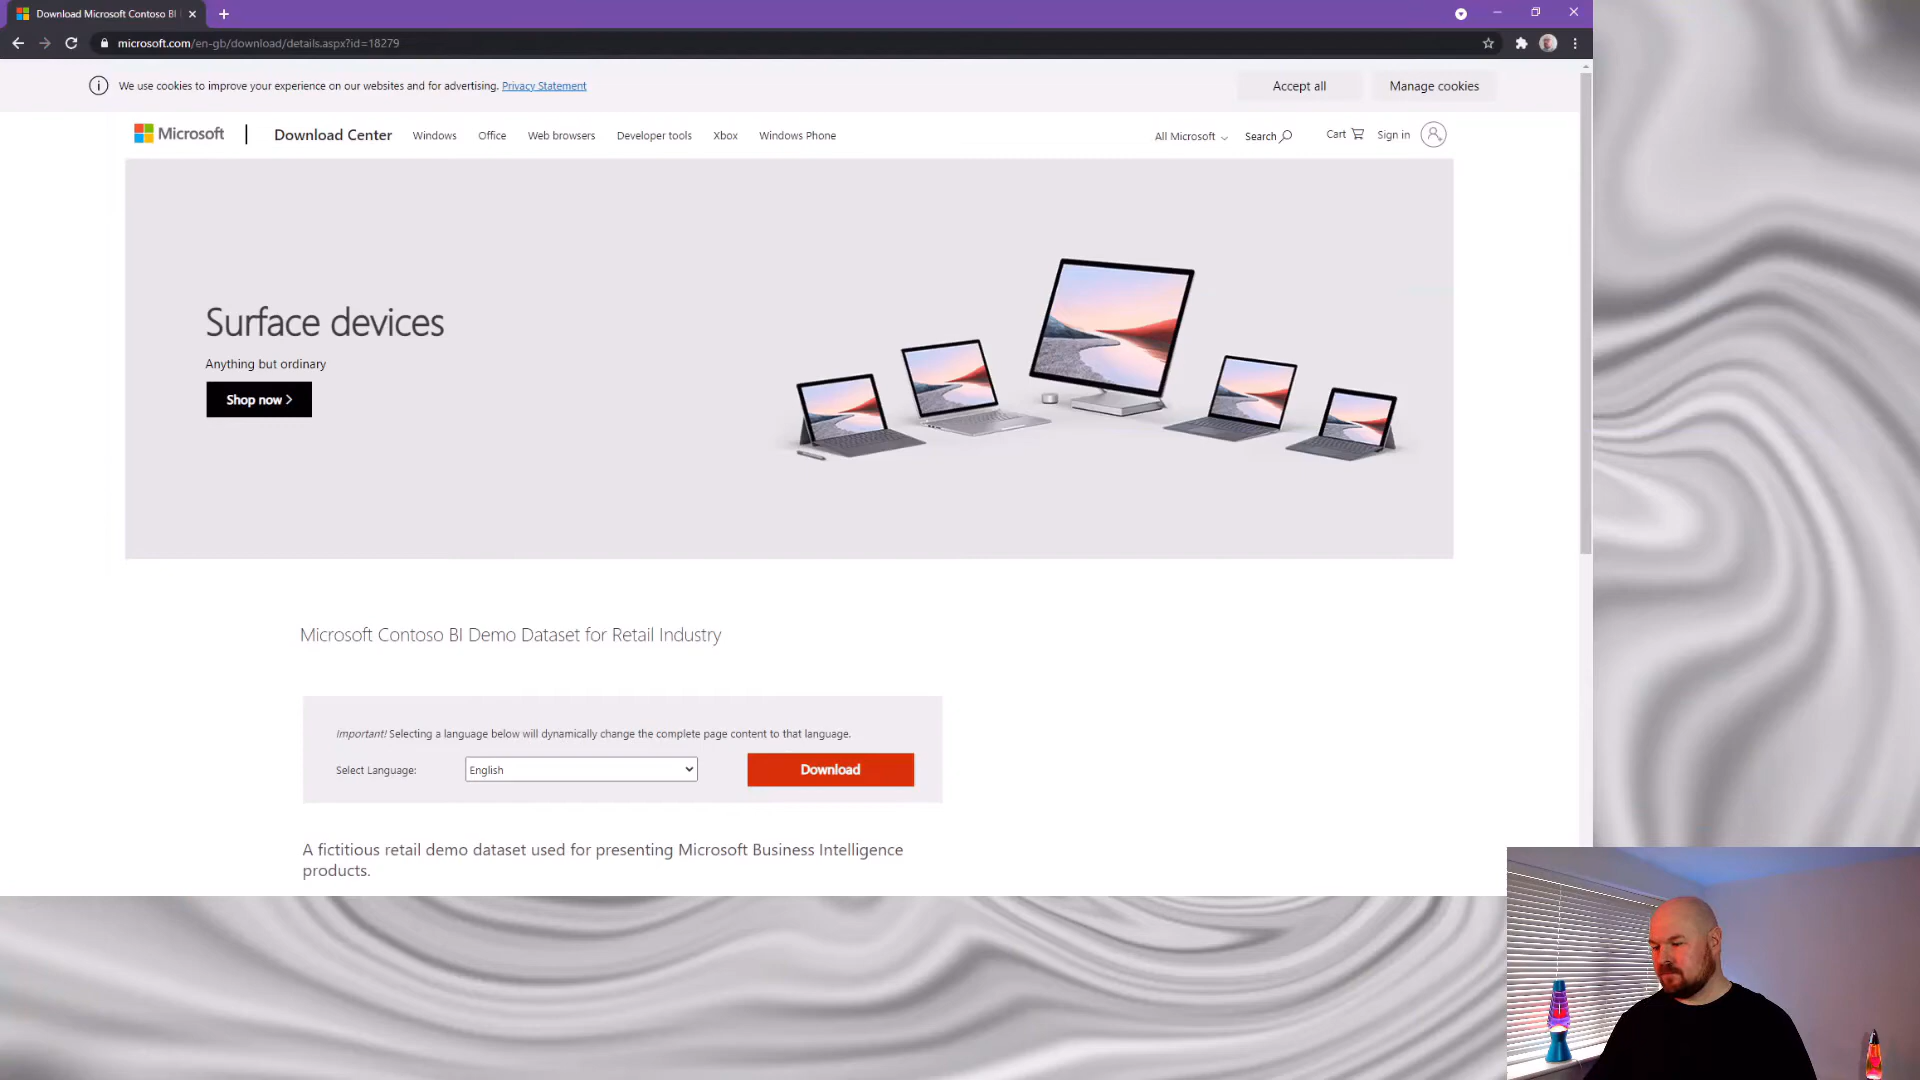 Download Microsoft Contoso BI
microsoft.com/en-gb/download/details.aspx?id=18279
We use cookies to improve your experience on our websites and for advertising. Privacy Statement
Accept all
Manage cookies
Microsoft
Download Center
Windows
Office
Web browsers
Developer tools
Xbox
Windows Phone
All Microsoft
Search
Cart
Sign in
Surface devices
Anything but ordinary
Shop now
Microsoft Contoso BI Demo Dataset for Retail Industry
Important! Selecting a language below will dynamically change the complete page content to that language.
Select Language:
English
Download
A fictitious retail demo dataset used for presenting Microsoft Business Intelligence
products.